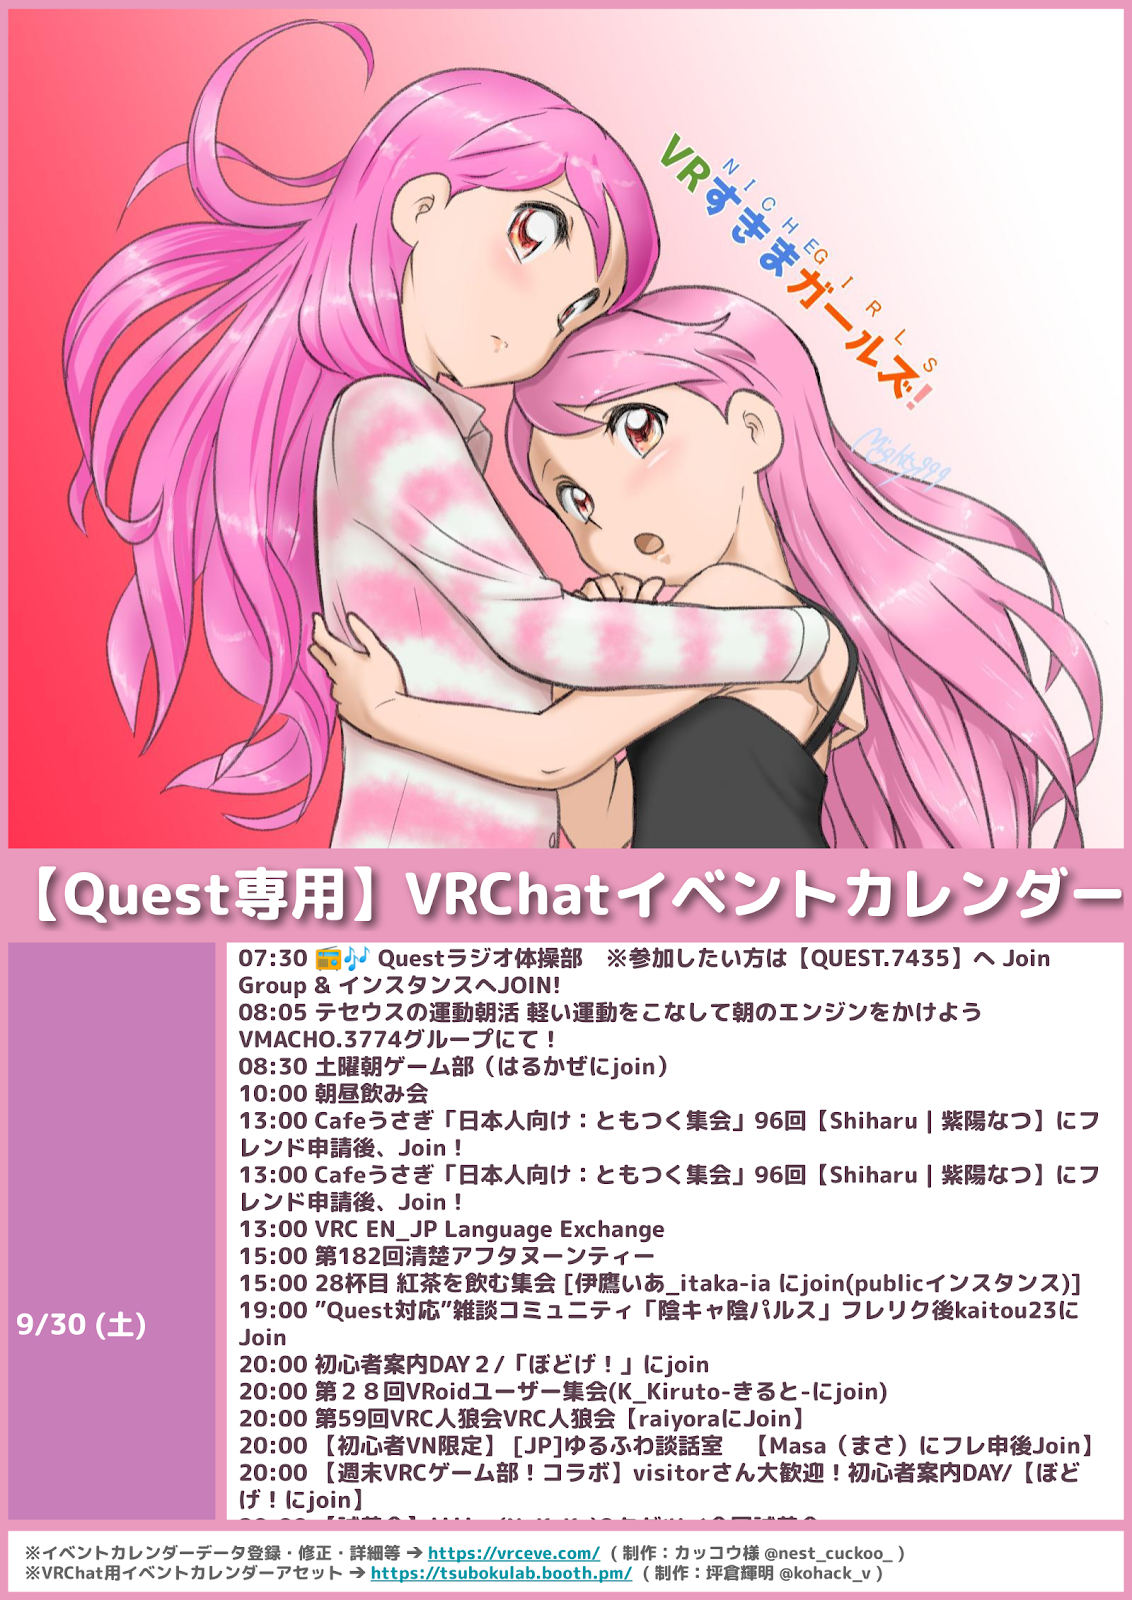 VRすきまガールズ!
NICHE GIRLS
Mighty999
【Quest専用】VRChatイベントカレンダー
9/30 (土)
07:30 📻🎶 Questラジオ体操部　※参加したい方は【QUEST.7435】へ Join
Group & インスタンスへJOIN!
08:05 テセウスの運動朝活 軽い運動をこなして朝のエンジンをかけよう
VMACHO.3774グループにて！
08:30 土曜朝ゲーム部（はるかぜにjoin）
10:00 朝昼飲み会
13:00 Cafeうさぎ「日本人向け：ともつく集会」96回【Shiharu | 紫陽なつ】にフ
レンド申請後、Join！
13:00 Cafeうさぎ「日本人向け：ともつく集会」96回【Shiharu | 紫陽なつ】にフ
レンド申請後、Join！
13:00 VRC EN_JP Language Exchange
15:00 第182回清楚アフタヌーンティー
15:00 28杯目 紅茶を飲む集会 [伊鷹いあ_itaka-ia にjoin(publicインスタンス)]
19:00 ”Quest対応”雑談コミュニティ「陰キャ陰パルス」フレリク後kaitou23に
Join
20:00 初心者案内DAY２/「ぼどげ！」にjoin
20:00 第２８回VRoidユーザー集会(K_Kiruto-きると-にjoin)
20:00 第59回VRC人狼会VRC人狼会【raiyoraにJoin】
20:00 【初心者VN限定】 [JP]ゆるふわ談話室　【Masa（まさ）にフレ申後Join】
20:00 【週末VRCゲーム部！コラボ】visitorさん大歓迎！初心者案内DAY/【ぼど
げ！にjoin】
※イベントカレンダーデータ登録・修正・詳細等 ➔ https://vrceve.com/ ( 制作：カッコウ様 @nest_cuckoo_ )
※VRChat用イベントカレンダーアセット ➔ https://tsubokulab.booth.pm/ ( 制作：坪倉輝明 @kohack_v )